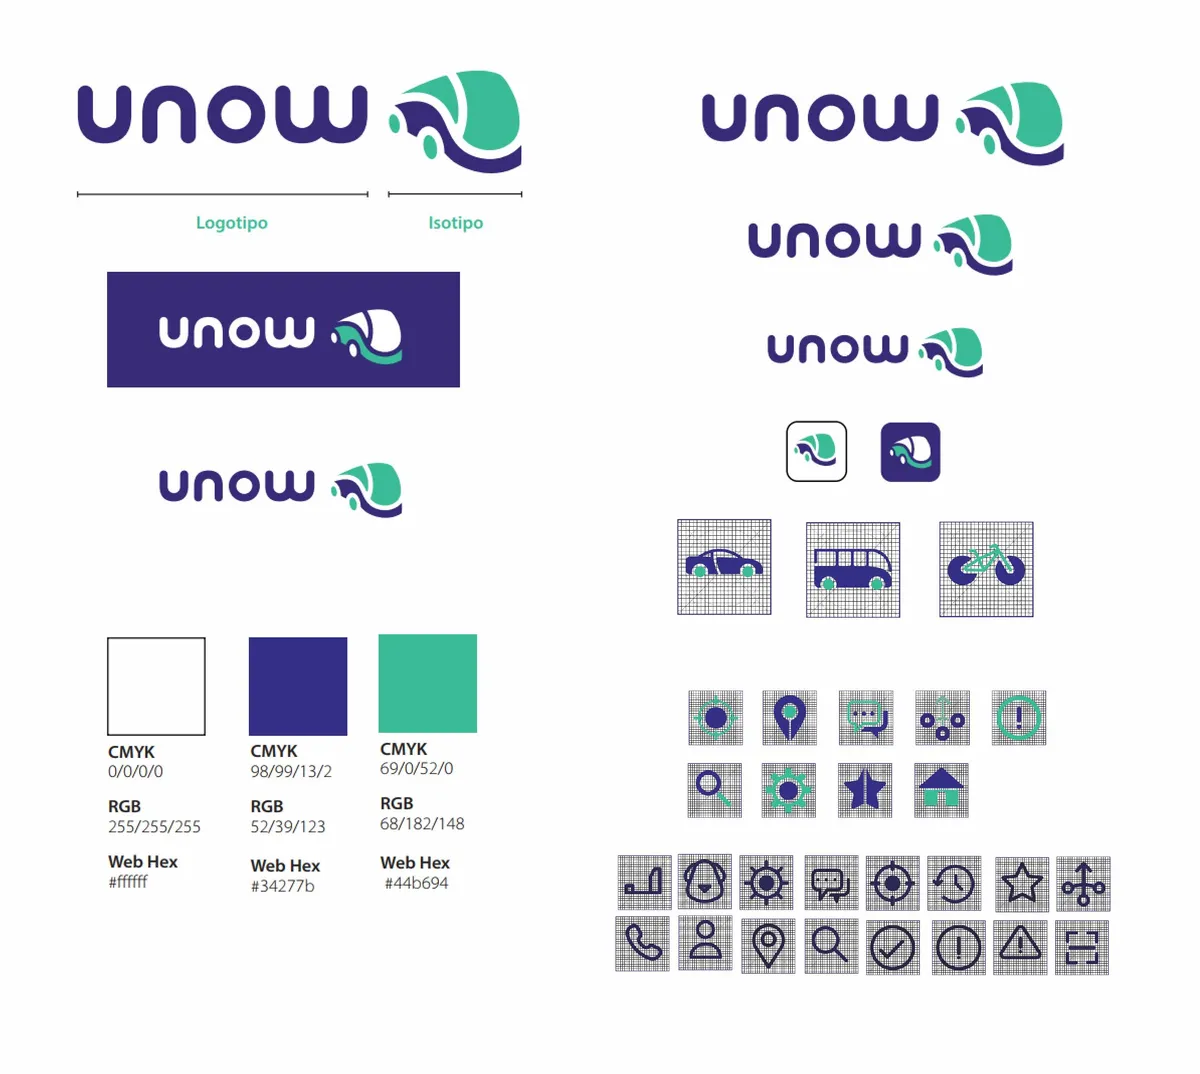 unow
Logotipo
Isotipo
unow
unow
CMYK
0/0/0/0
RGB
255/255/255
Web Hex
#ffffff
CMYK
98/99/13/2
RGB
52/39/123
Web Hex
#34277b
CMYK
69/0/52/0
RGB
68/182/148
Web Hex
#44b694
unow
unow
unow